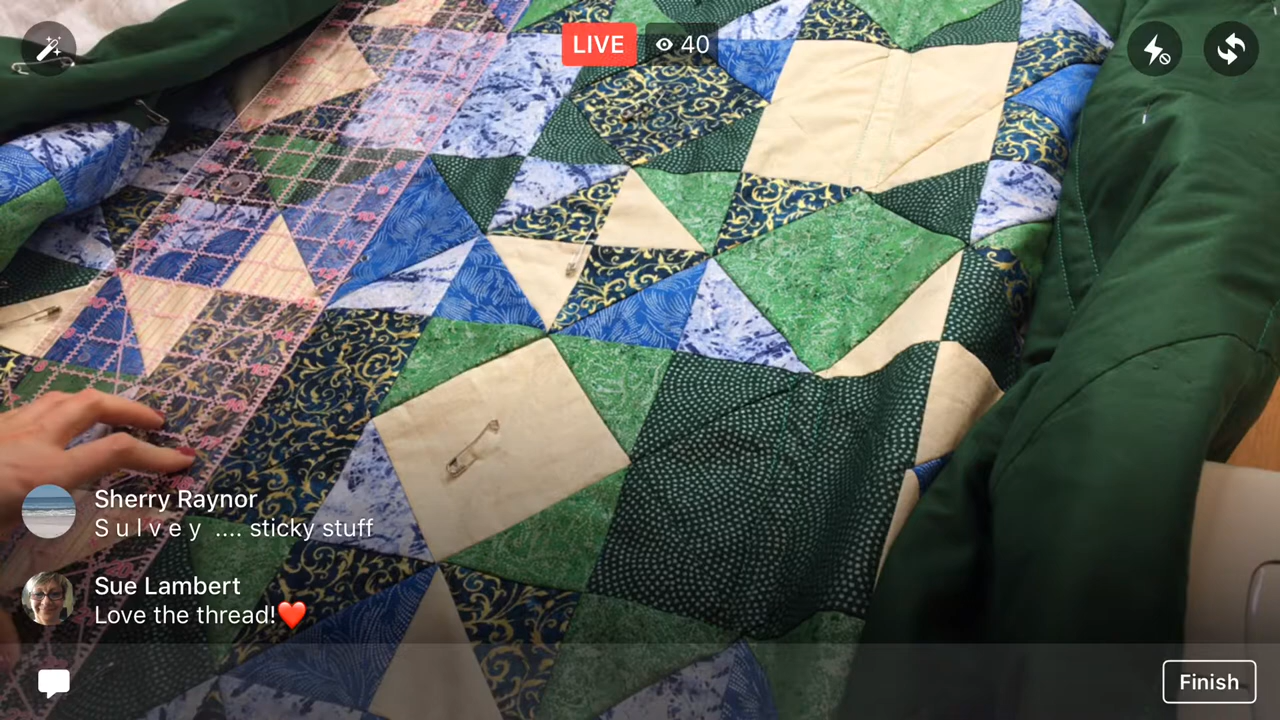 LIVE 40
Sherry Raynor
S u l v e y .... sticky stuff
Sue Lambert
Love the thread!❤️
Finish